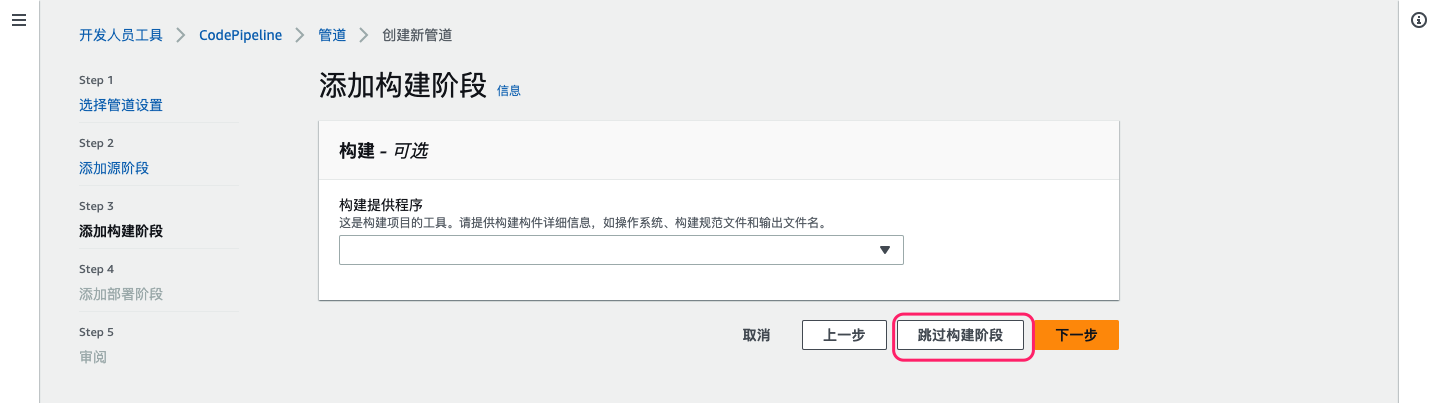 开发人员工具 CodePipeline 管道 创建新管道
Step 1
选择管道设置
Step 2
添加源阶段
Step 3
添加构建阶段
Step 4
添加部署阶段
Step 5
审阅
添加构建阶段 信息
构建 - 可选
构建提供程序
这是构建项目的工具。请提供构建构件详细信息，如操作系统、构建规范文件和输出文件名。
取消 上一步 跳过构建阶段 下一步